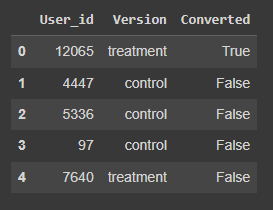 User_id Version Converted
0 12065 treatment True
1 4447 control False
2 5336 control False
3 97 control False
4 7640 treatment False